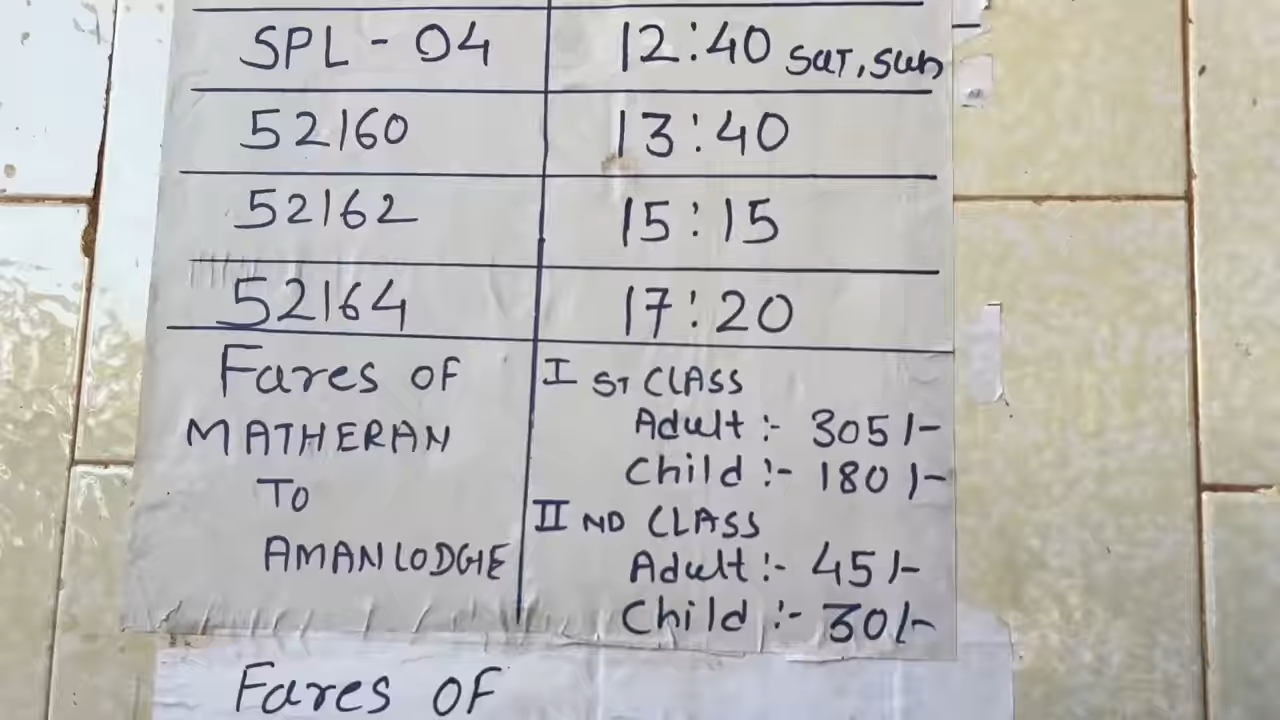 SPL - 04 12:40 SAT, Sun
52160 13:40
52162 15:15
52164 17:20
Fares OF
MATHERAN
TO
AMANLODGE
I ST CLASS
Adult :- 305/-
Child :- 180/-
II ND CLASS
Adult :- 45/-
Child :- 30/-
Fares OF